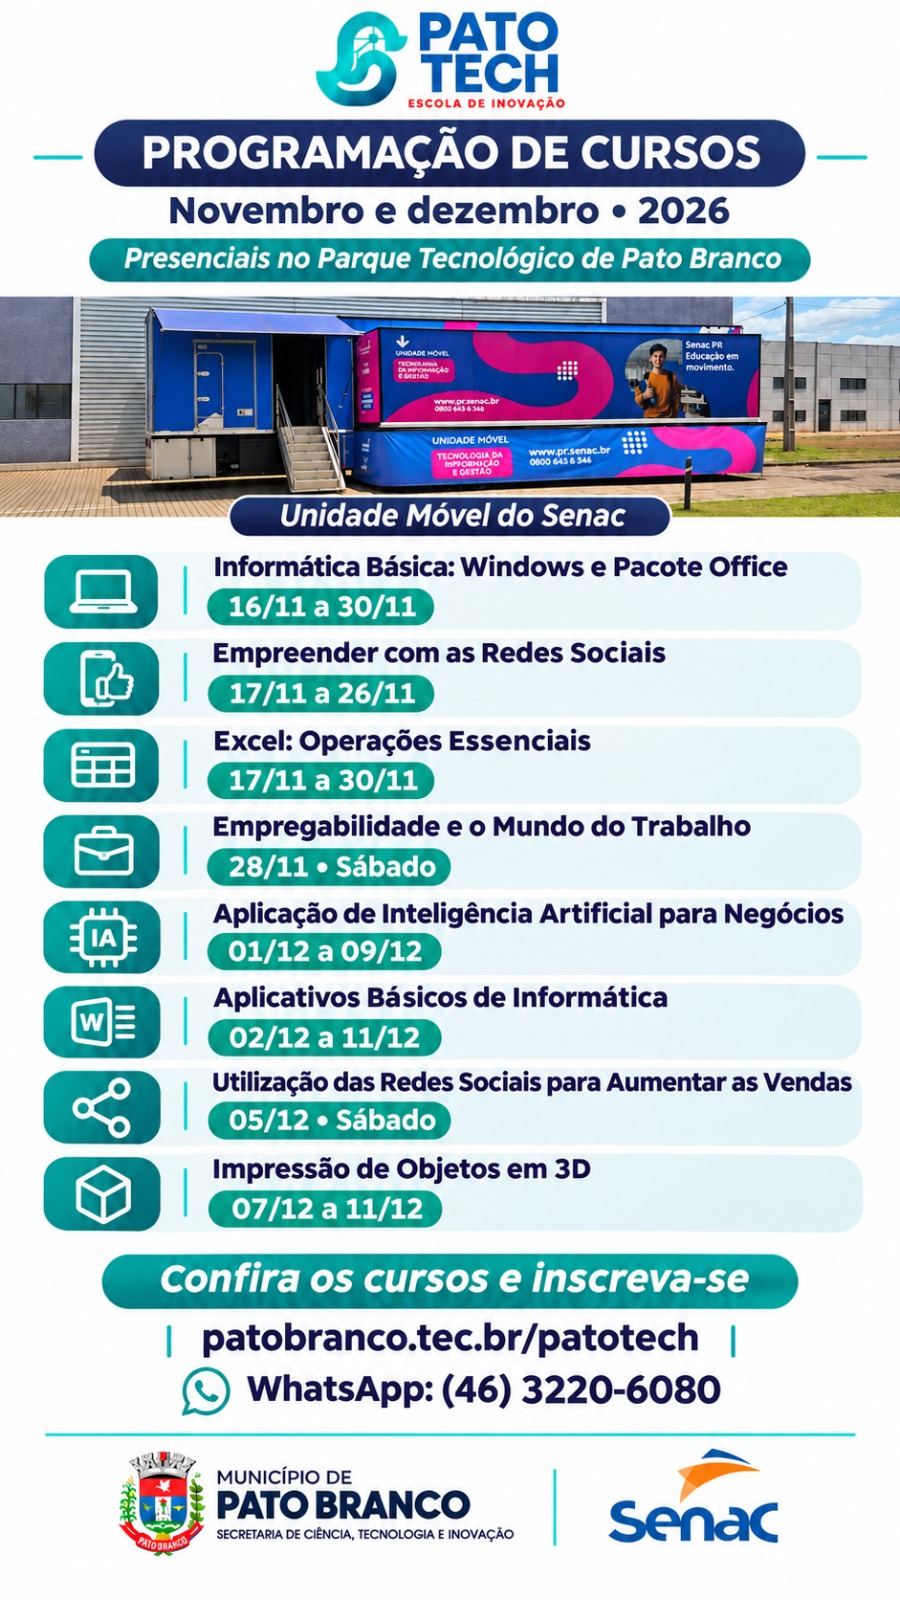 PATO
TECH
ESCOLA DE INOVAÇÃO
PROGRAMAÇÃO DE CURSOS
Novembro e dezembro • 2026
Presenciais no Parque Tecnológico de Pato Branco
UNIDADE MÓVEL
www.pr.senac.br
Senac PR
Educação em
movimento.
UNIDADE MÓVEL
TECNOLOGIA DA
E GESTÃO
www.pr.senac.br
Unidade Móvel do Senac
Informática Básica: Windows e Pacote Office
16/11 a 30/11
Empreender com as Redes Sociais
17/11 a 26/11
Excel: Operações Essenciais
17/11 a 30/11
Empregabilidade e o Mundo do Trabalho
28/11 • Sábado
IA
Aplicação de Inteligência Artificial para Negócios
01/12 a 09/12
W
Aplicativos Básicos de Informática
02/12 a 11/12
Utilização das Redes Sociais para Aumentar as Vendas
05/12 • Sábado
Impressão de Objetos em 3D
07/12 a 11/12
Confira os cursos e inscreva-se
patobranco.tec.br/patotech
WhatsApp: (46) 3220-6080
PATO BRANCO
MUNICÍPIO DE
PATO BRANCO
SECRETARIA DE CIÊNCIA, TECNOLOGIA E INOVAÇÃO
Senac